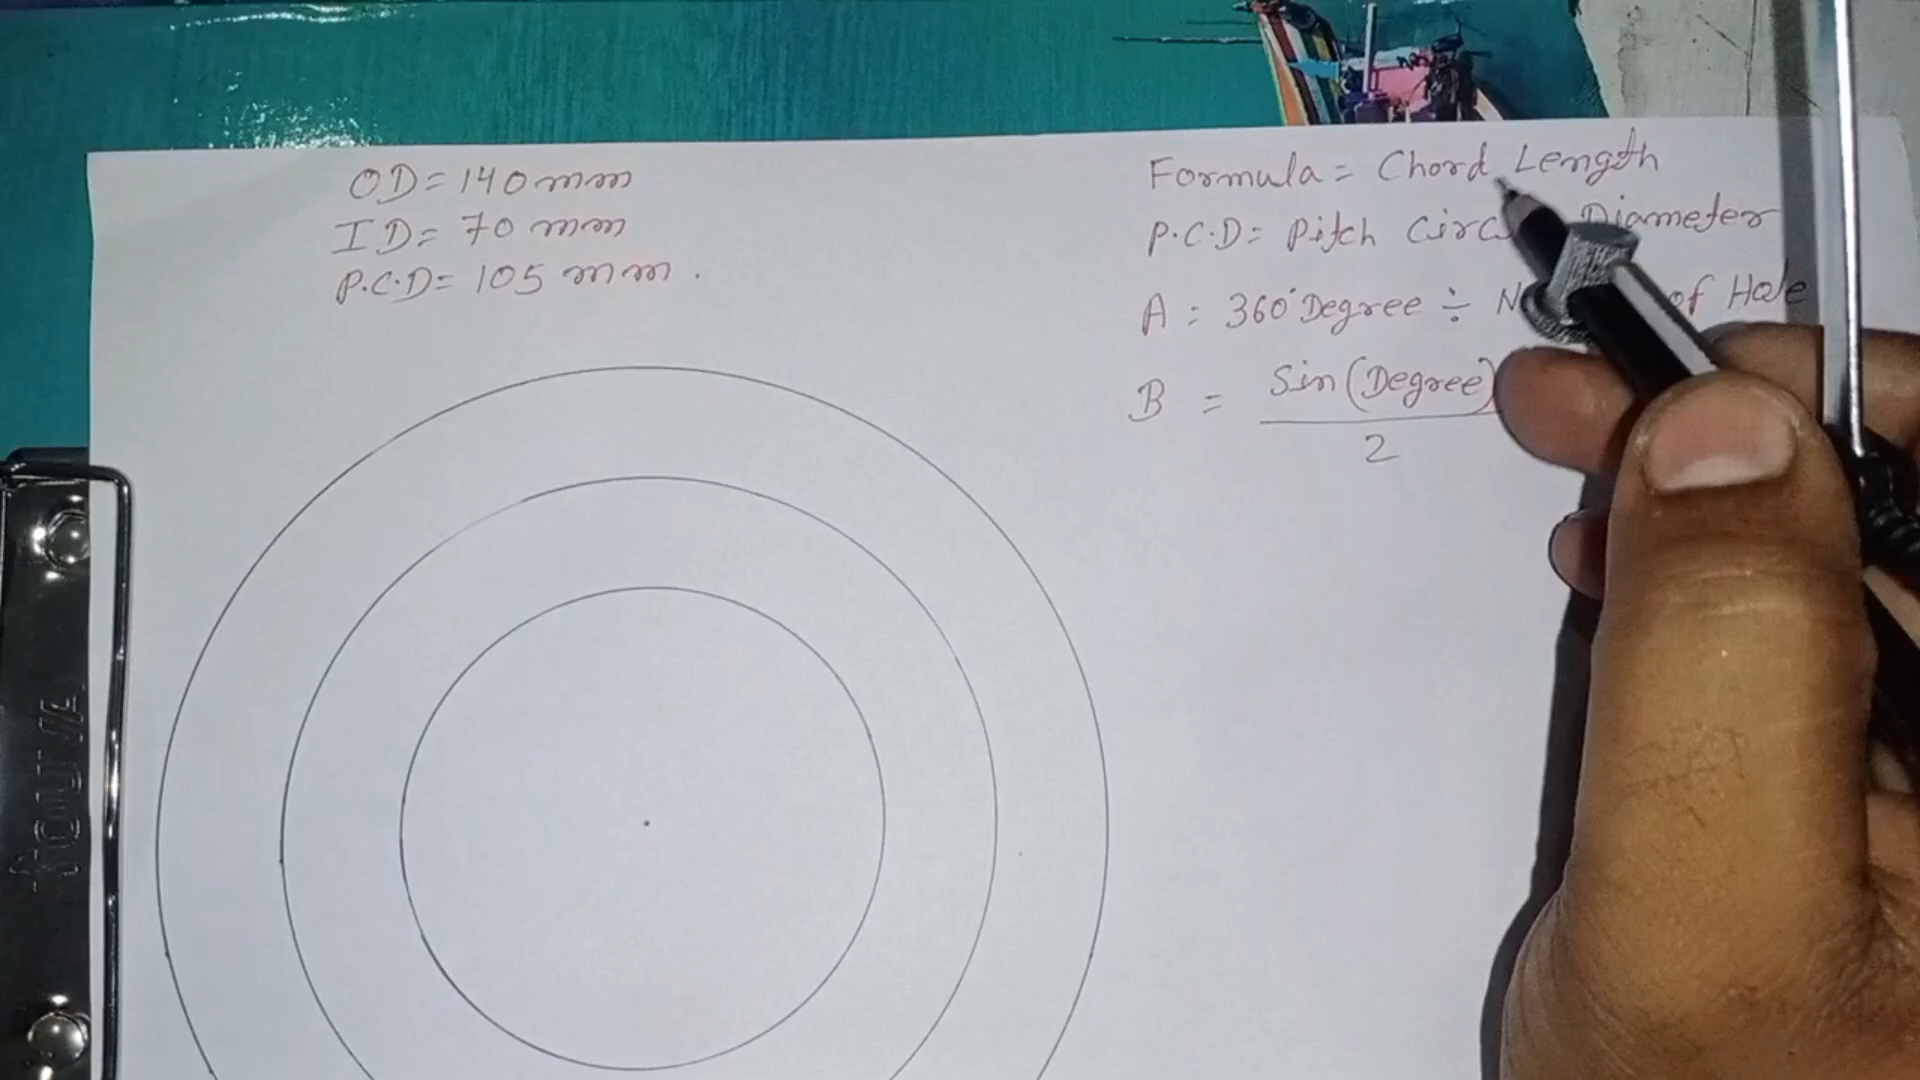 OD= 140 mm
ID= 70 mm
P.C.D= 105 mm.
Formula = Chord Length
P.C.D= Pitch Diameter
A = 360° Degree ÷ of Hole
B = Sin (Degree)
2